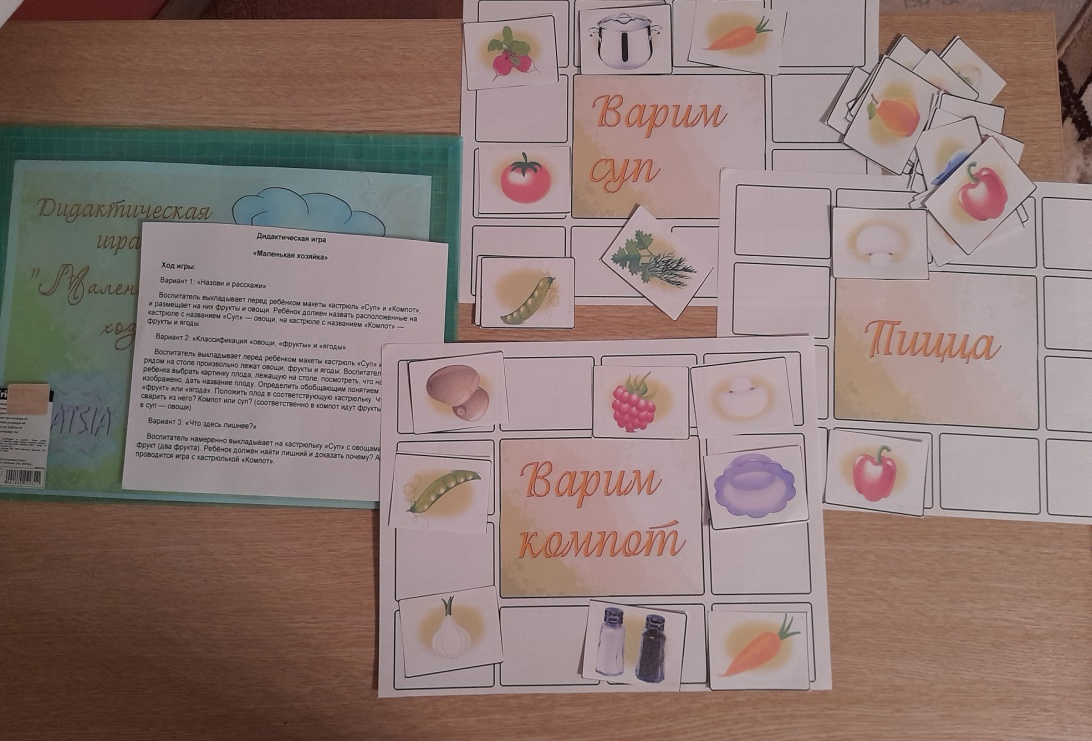 Дидактическая
игра
"Мален
хоз
ATSIA
Дидактическая игра
«Маленькая хозяйка»
Ход игры:
Вариант 1: «Назови и расскажи»
Воспитатель выкладывает перед ребёнком макеты кастрюль «Суп» и «Компот»,
и размещает на них фрукты и овощи. Ребёнок должен назвать расположенные на
кастрюле с названием «Суп» — овощи, на кастрюле с названием «Компот» —
фрукты и ягоды.
Вариант 2: «Классификация «овощи, «фрукты» и «ягоды»
Воспитатель выкладывает перед ребёнком макеты кастрюль «Суп» и
рядом на столе произвольно лежат овощи, фрукты и ягоды. Воспитател
ребёнка выбрать картинку плода, лежащую на столе, посмотреть, что на
изображено, дать название плоду. Определить обобщающим понятием
«фрукт» или «ягода». Положить плод в соответствующую кастрюльку. Ч
сварить из него? Компот или суп? (соответственно в компот идут фрукты
в суп — овощи)
Вариант 3: «Что здесь лишнее?»
Воспитатель намеренно выкладывает на кастрюльку «Суп» с овощами
фрукт (два фрукта). Ребёнок должен найти лишний и доказать почему? А
проводится игра с кастрюлькой «Компот».
Варим
суп
Пицца
Варим
компот